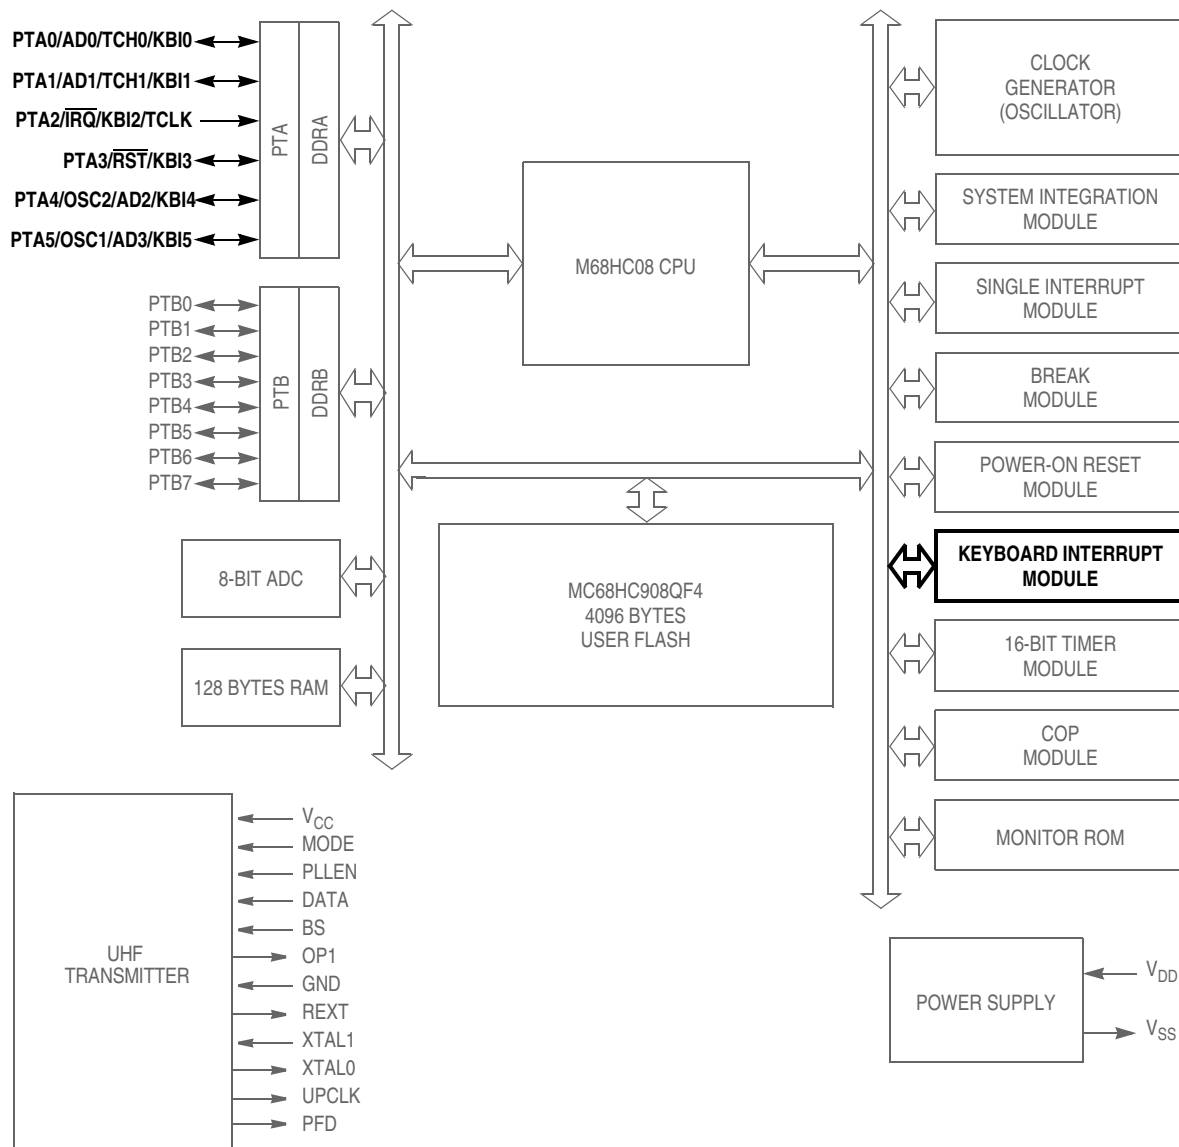 PTA0/AD0/TCH0/KBI0
PTA1/AD1/TCH1/KBI1
PTA2/I̅R̅Q̅/KBI2/TCLK
PTA3/R̅S̅T̅/KBI3
PTA4/OSC2/AD2/KBI4
PTA5/OSC1/AD3/KBI5
PTA
DDRA
PTB0
PTB1
PTB2
PTB3
PTB4
PTB5
PTB6
PTB7
PTB
DDRB
8-BIT ADC
128 BYTES RAM
M68HC08 CPU
MC68HC908QF4
4096 BYTES
USER FLASH
CLOCK
GENERATOR
(OSCILLATOR)
SYSTEM INTEGRATION
MODULE
SINGLE INTERRUPT
MODULE
BREAK
MODULE
POWER-ON RESET
MODULE
KEYBOARD INTERRUPT
MODULE
16-BIT TIMER
MODULE
COP
MODULE
MONITOR ROM
UHF
TRANSMITTER
VCC
MODE
PLLEN
DATA
BS
OP1
GND
REXT
XTAL1
XTAL0
UPCLK
PFD
POWER SUPPLY
VDD
VSS